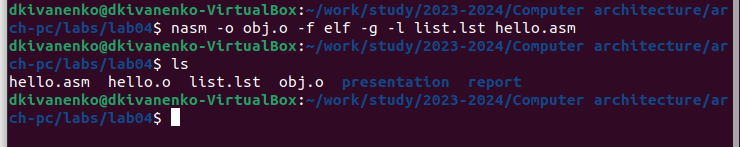 dkivanenko@dkivanenko-VirtualBox:~/work/study/2023-2024/Computer architecture/ar
ch-pc/labs/lab04$ nasm -o obj.o -f elf -g -l list.lst hello.asm
dkivanenko@dkivanenko-VirtualBox:~/work/study/2023-2024/Computer architecture/ar
ch-pc/labs/lab04$ ls
hello.asm  hello.o  list.lst  obj.o  presentation  report
dkivanenko@dkivanenko-VirtualBox:~/work/study/2023-2024/Computer architecture/ar
ch-pc/labs/lab04$